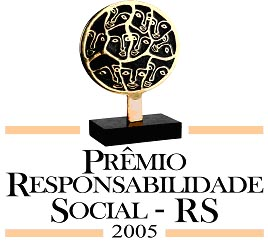 PRÊMIO
RESPONSABILIDADE
SOCIAL - RS
2005